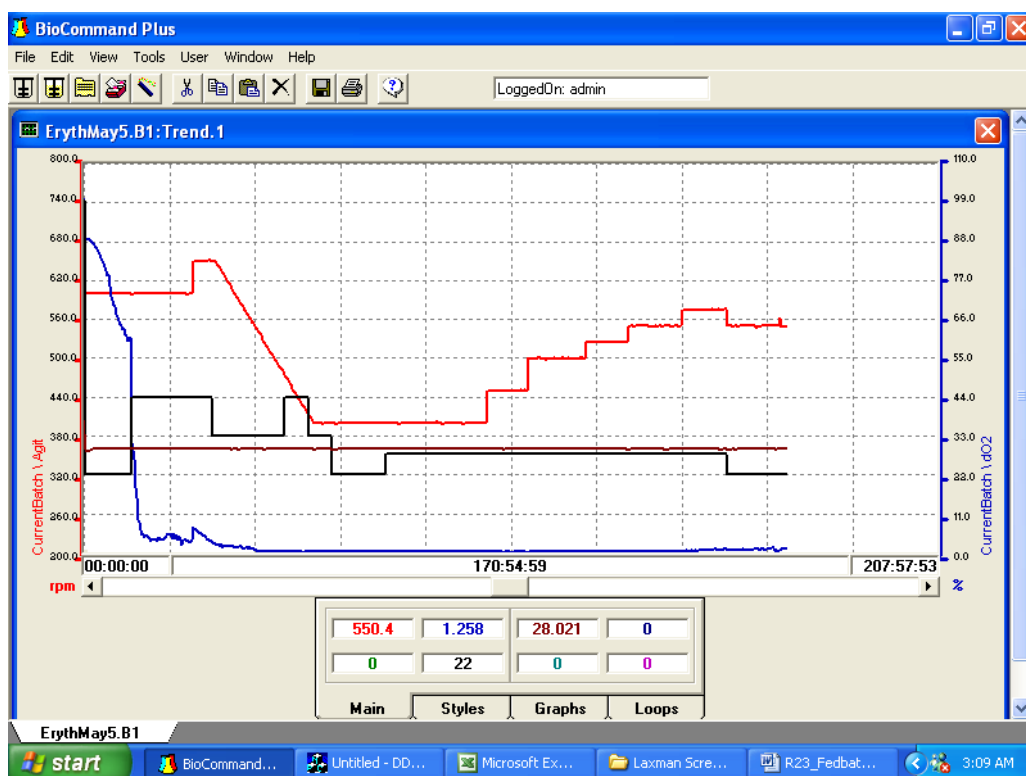 BioCommand Plus
File Edit View Tools User Window Help
LoggedOn: admin
ErythMay5.B1:Trend.1
800.0 110.0
740.0 99.0
680.0 88.0
620.0 77.0
560.0 66.0
500.0 55.0
440.0 44.0
380.0 33.0
320.0 22.0
260.0 11.0
200.0 0.0
CurrentBatch \ Agit
CurrentBatch \ dO2
00:00:00 170:54:59 207:57:53
rpm %
550.4 1.258 28.021 0
0 22 0 0
Main Styles Graphs Loops
ErythMay5.B1
start BioCommand... Untitled - DD... Microsoft Ex... Laxman Scre... R23_Fedbat... 3:09 AM